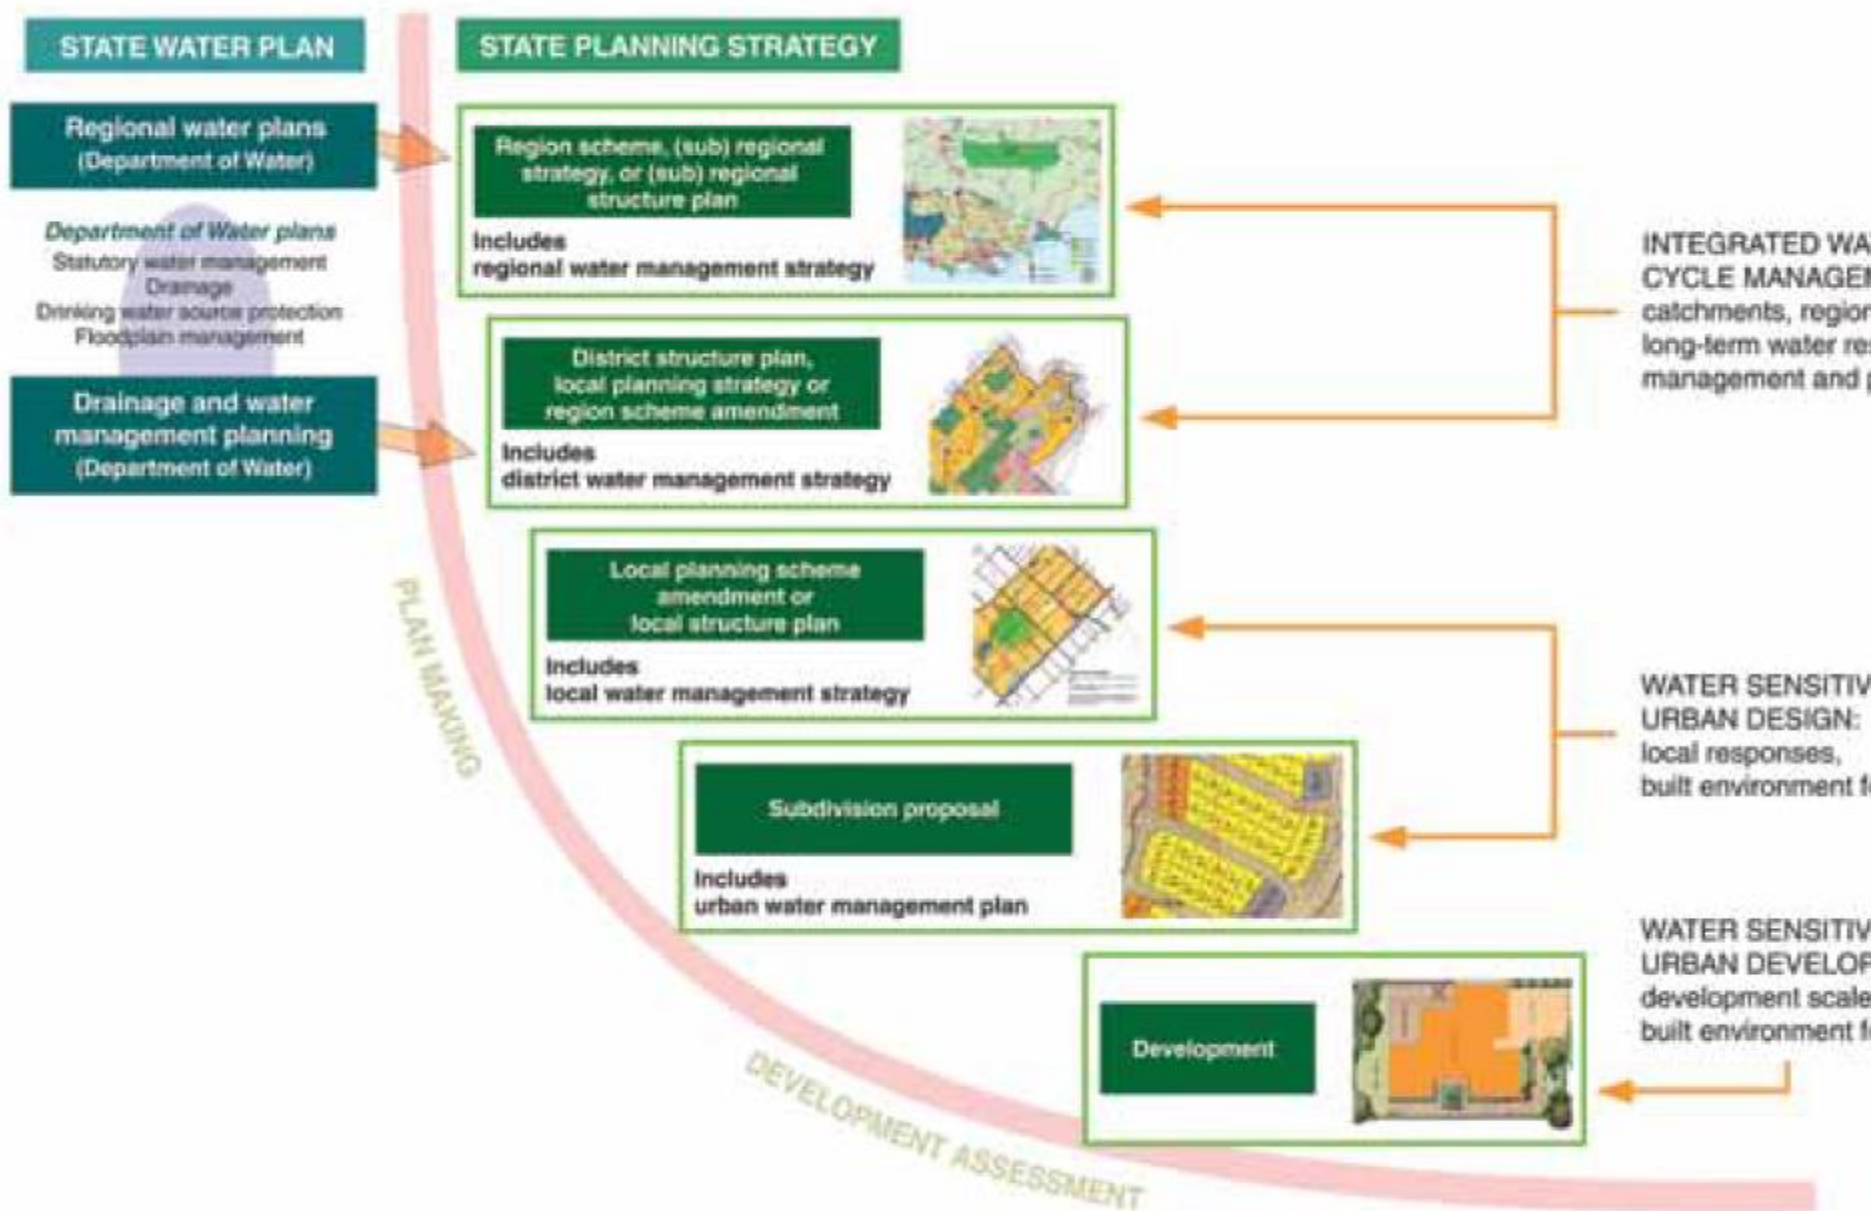 STATE WATER PLAN
STATE PLANNING STRATEGY
Regional water plans
(Department of Water)
Department of Water plans
Statutory water management
Drainage
Drinking water source protection
Floodplain management
Drainage and water
management planning
(Department of Water)
Region scheme, (sub) regional
strategy, or (sub) regional
structure plan
Includes
regional water management strategy
District structure plan,
local planning strategy or
region scheme amendment
Includes
district water management strategy
Local planning scheme
amendment or
local structure plan
Includes
local water management strategy
Subdivision proposal
Includes
urban water management plan
Development
PLAN MAKING
DEVELOPMENT ASSESSMENT
INTEGRATED WA
CYCLE MANAGEM
catchments, region
long-term water res
management and p
WATER SENSITIV
URBAN DESIGN:
local responses,
built environment fo
WATER SENSITIV
URBAN DEVELOP
development scale
built environment fo